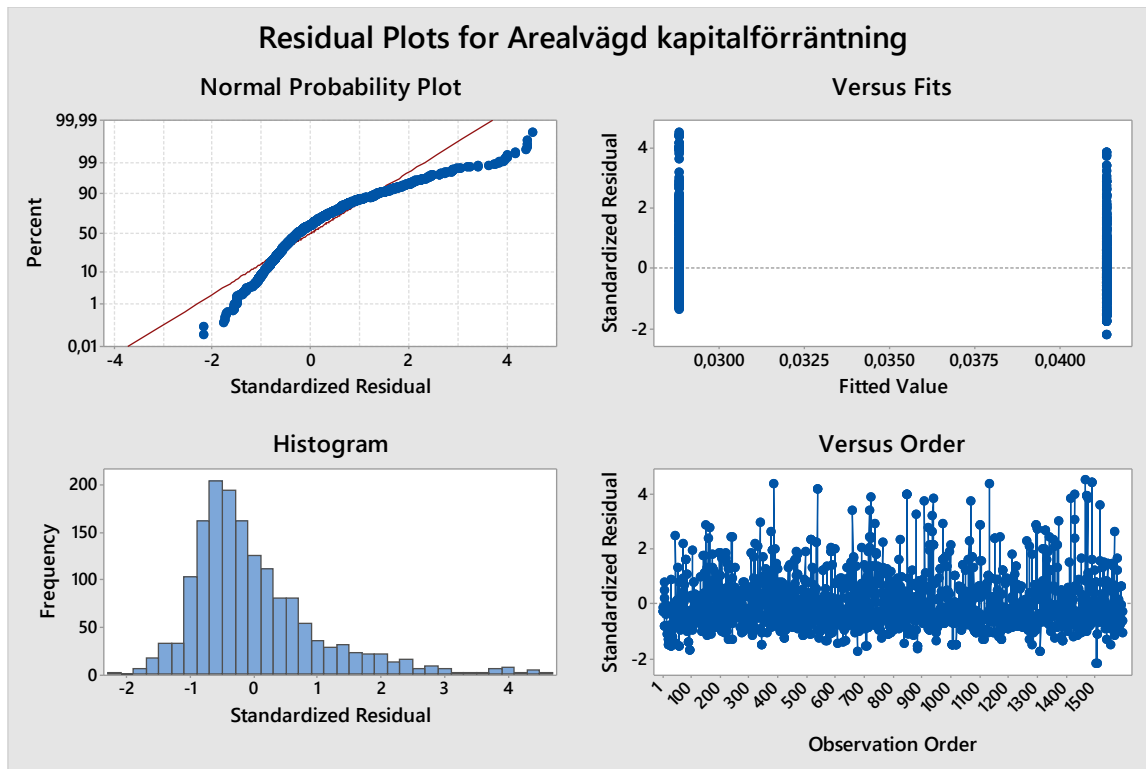 Residual Plots for Arealvägd kapitalförräntning
Normal Probability Plot
Percent
99,99
99
90
50
10
1
0,01
-4 -2 0 2 4
Standardized Residual
Versus Fits
Standardized Residual
4
2
0
-2
0,0300 0,0325 0,0350 0,0375 0,0400
Fitted Value
Histogram
Frequency
200
150
100
50
0
-2 -1 0 1 2 3 4
Standardized Residual
Versus Order
Standardized Residual
4
2
0
-2
1 100 200 300 400 500 600 700 800 900 1000 1100 1200 1300 1400 1500
Observation Order